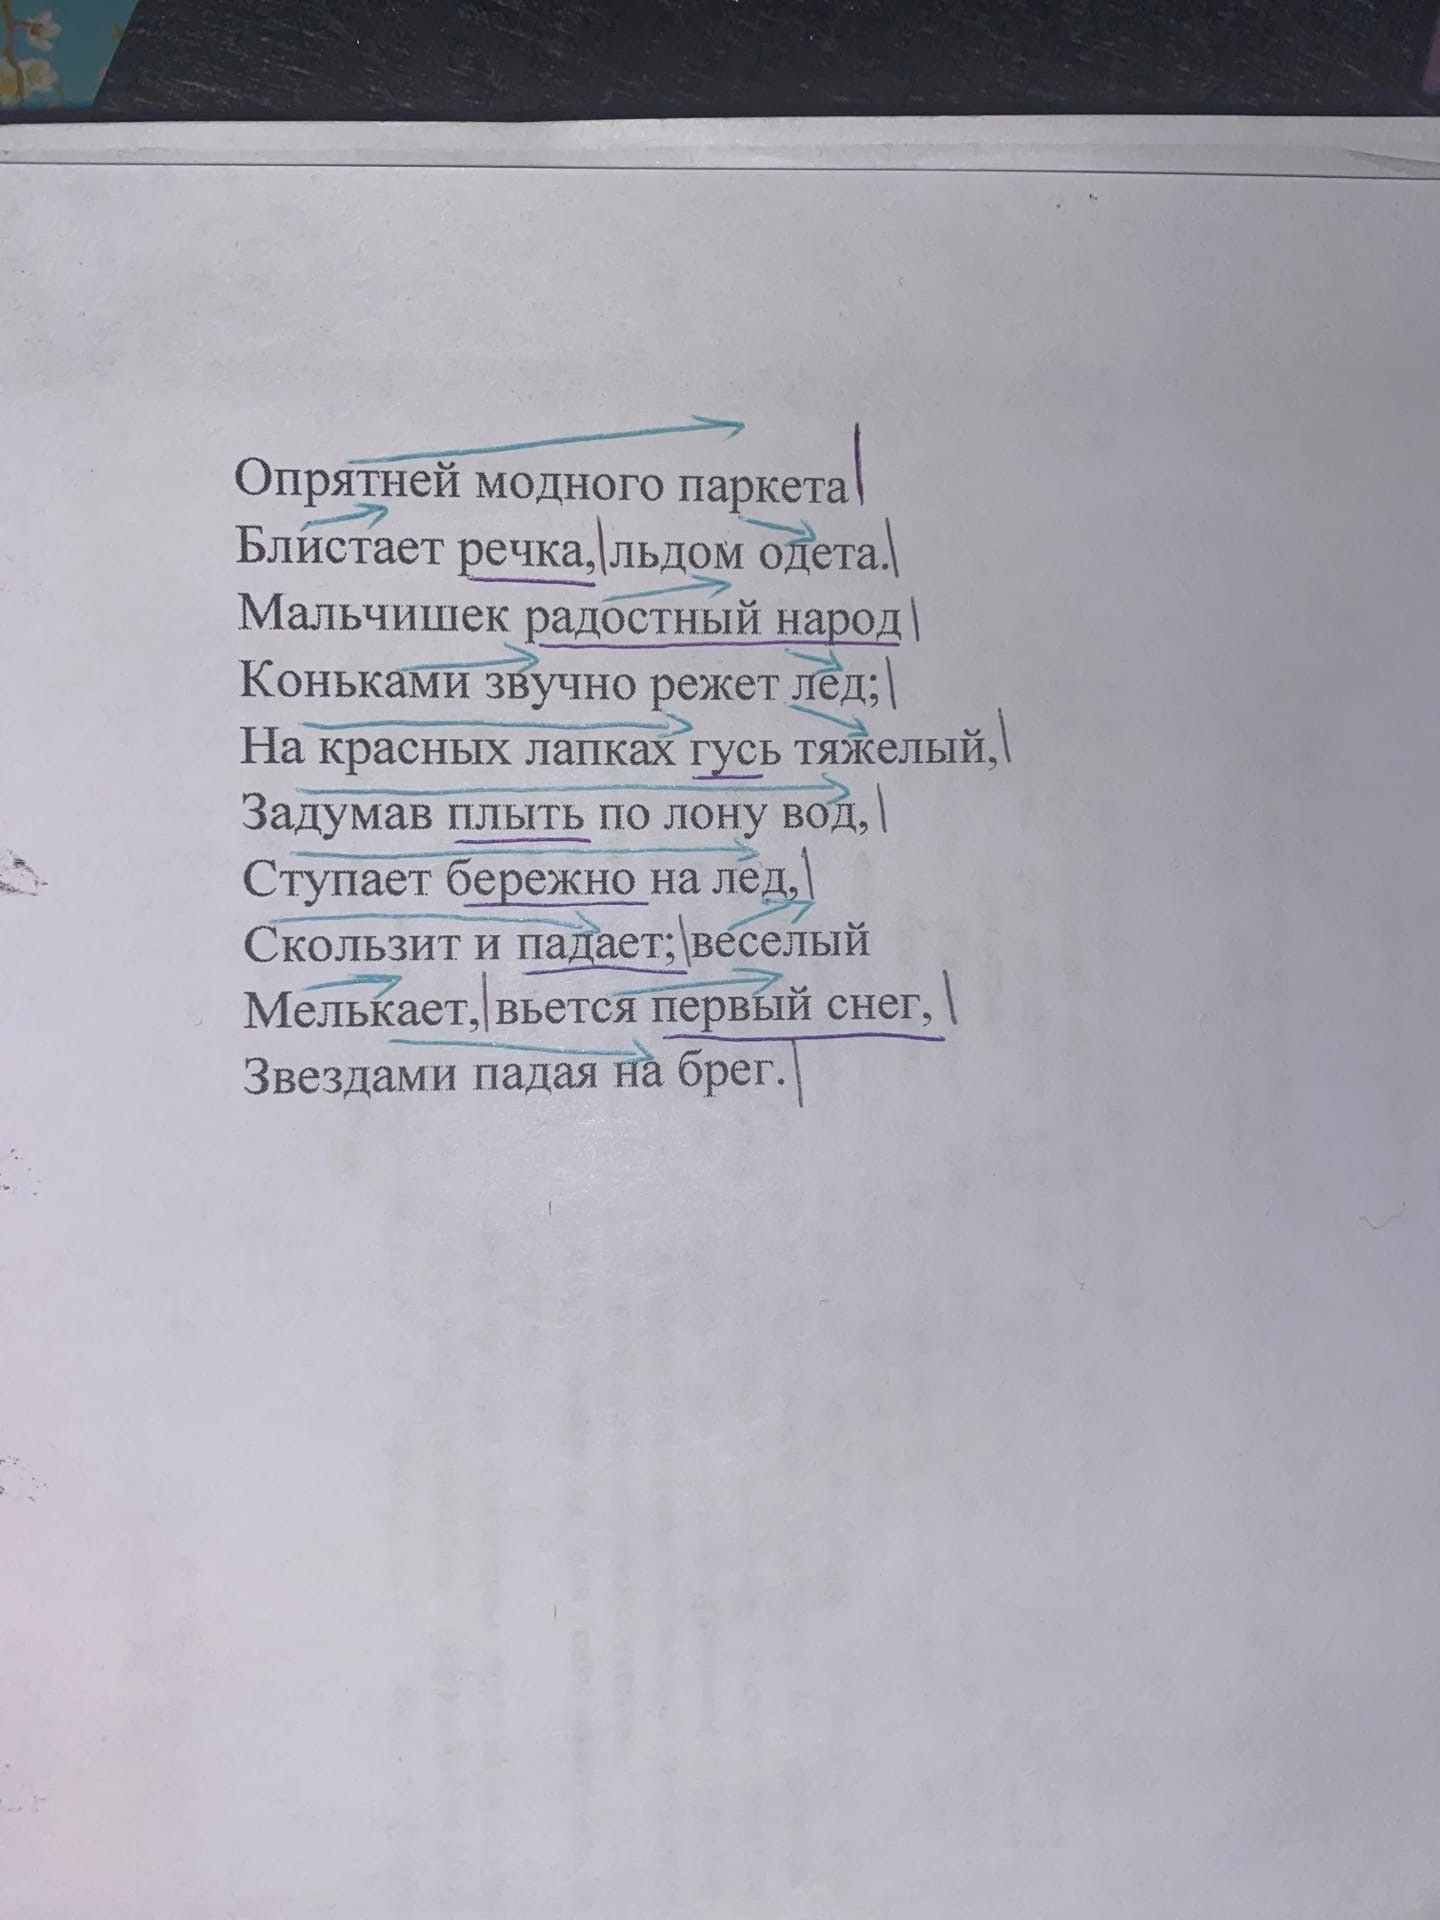 Опрятней модного паркета
Блистает речка, льдом одета.
Мальчишек радостный народ
Коньками звучно режет лед;
На красных лапках гусь тяжелый,
Задумав плыть по лону вод,
Ступает бережно на лед,
Скользит и падает; веселый
Мелькает, вьется первый снег,
Звездами падая на брег.